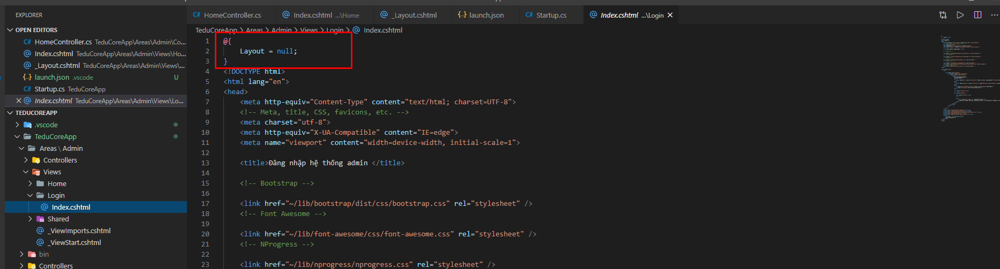 EXPLORER
OPEN EDITORS
C# HomeController.cs TeduCoreApp\Areas\Admin\Co...
@ Index.cshtml TeduCoreApp\Areas\Admin\Views\Ho...
@ _Layout.cshtml TeduCoreApp\Areas\Admin\Views\...
{..} launch.json .vscode U
C# Startup.cs TeduCoreApp
@ Index.cshtml TeduCoreApp\Areas\Admin\Views\Lo...
TEDUCOREAPP
.vscode
TeduCoreApp
Areas \ Admin
Controllers
Views
Home
Login
@ Index.cshtml
Shared
@ _ViewImports.cshtml
@ _ViewStart.cshtml
bin
Controllers
C# HomeController.cs @ Index.cshtml ...\Home @ _Layout.cshtml {..} launch.json C# Startup.cs @ Index.cshtml ...\Login
TeduCoreApp > Areas > Admin > Views > Login > @ Index.cshtml
1 @{
2 Layout = null;
3 }
4 <!DOCTYPE html>
5 <html lang="en">
6 <head>
7 <meta http-equiv="Content-Type" content="text/html; charset=UTF-8">
8 <!-- Meta, title, CSS, favicons, etc. -->
9 <meta charset="utf-8">
10 <meta http-equiv="X-UA-Compatible" content="IE=edge">
11 <meta name="viewport" content="width=device-width, initial-scale=1">
12
13 <title>Đăng nhập hệ thống admin </title>
14
15 <!-- Bootstrap -->
16
17 <link href="~/lib/bootstrap/dist/css/bootstrap.css" rel="stylesheet" />
18 <!-- Font Awesome -->
19
20 <link href="~/lib/font-awesome/css/font-awesome.css" rel="stylesheet" />
21 <!-- NProgress -->
22
23 <link href="~/lib/nprogress/nprogress.css" rel="stylesheet" />